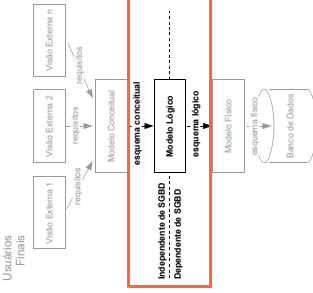 Usuários
Finais
Visão Externa 1
Visão Externa 2
Visão Externa n
requisitos
requisitos
requisitos
Modelo Conceitual
esquema conceitual
Modelo Lógico
esquema lógico
Modelo Físico
esquema físico
Banco de Dados
Independente de SGBD
Dependente de SGBD